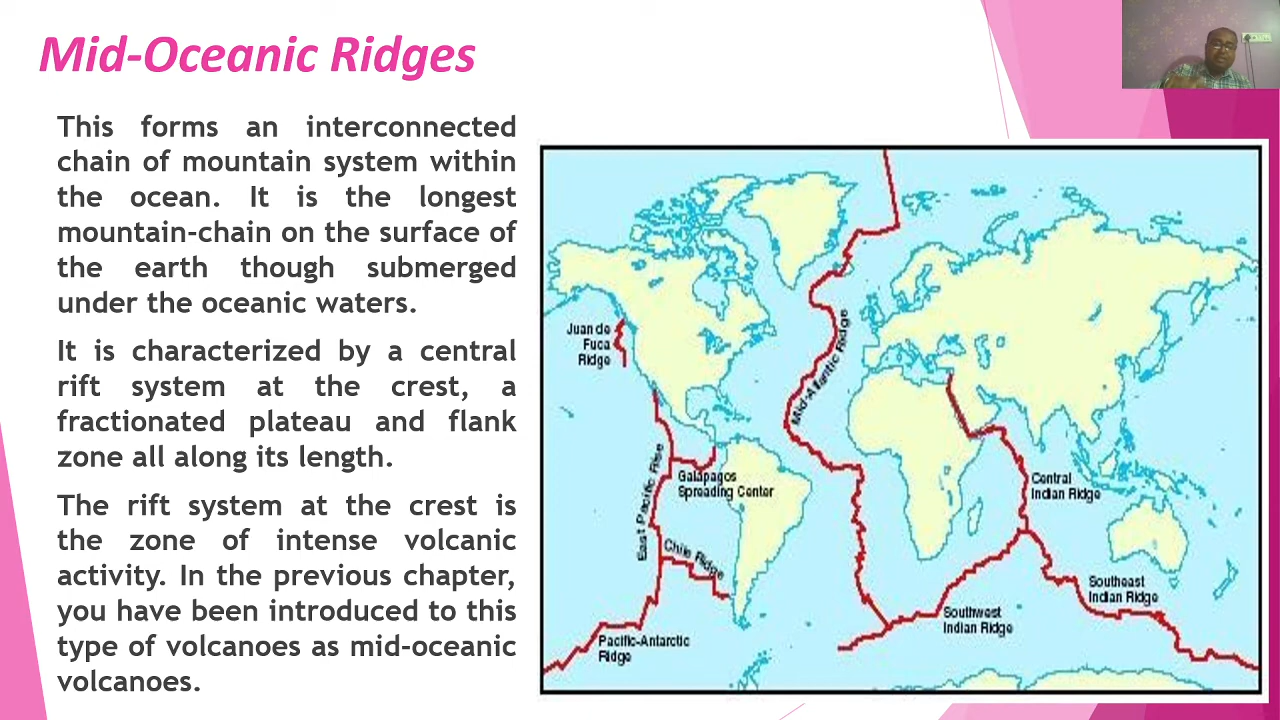 Mid-Oceanic Ridges
This forms an interconnected
chain of mountain system within
the ocean. It is the longest
mountain-chain on the surface of
the earth though submerged
under the oceanic waters.
It is characterized by a central
rift system at the crest, a
fractionated plateau and flank
zone all along its length.
The rift system at the crest is
the zone of intense volcanic
activity. In the previous chapter,
you have been introduced to this
type of volcanoes as mid-oceanic
volcanoes.
Juan de
Fuca
Ridge
Mid-Atlantic Ridge
East Pacific Rise
Galapagos
Spreading Center
Chile Ridge
Pacific-Antarctic
Ridge
Central
Indian Ridge
Southwest
Indian Ridge
Southeast
Indian Ridge